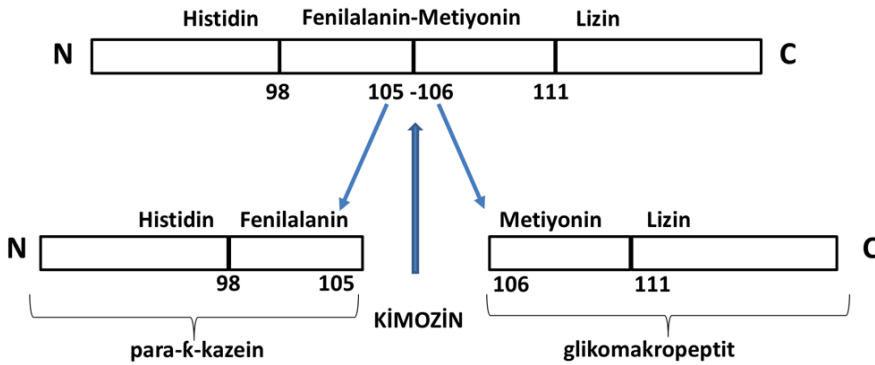 Histidin Fenilalanin-Metiyonin Lizin
N C
98 105 -106 111
Histidin Fenilalanin Metiyonin Lizin
N C
98 105 106 111
KİMOZİN
para-ƙ-kazein glikomakropeptit